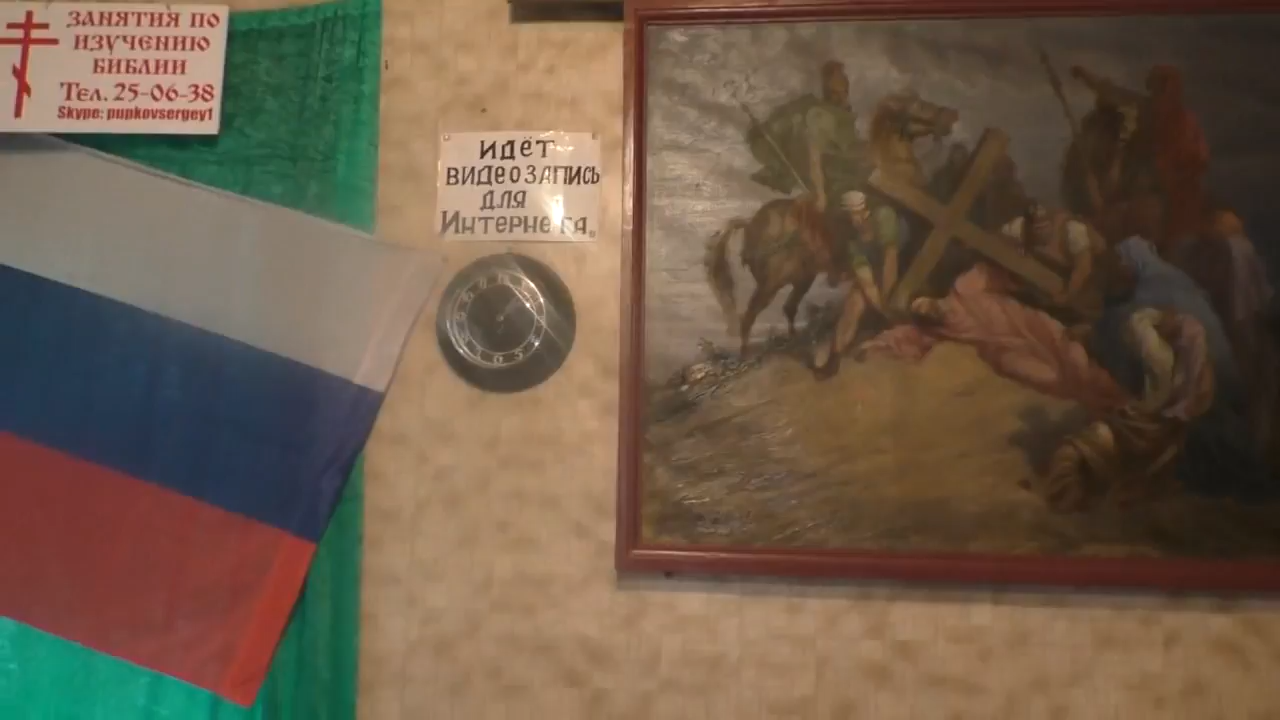 ЗАНЯТИЯ ПО
ИЗУЧЕНИЮ
БИБЛИИ
Тел. 25-06-38
Skype: pupkovsergey1
ИДЁТ
ВИДЕОЗАПИСЬ
ДЛЯ
ИНТЕРНЕТА.